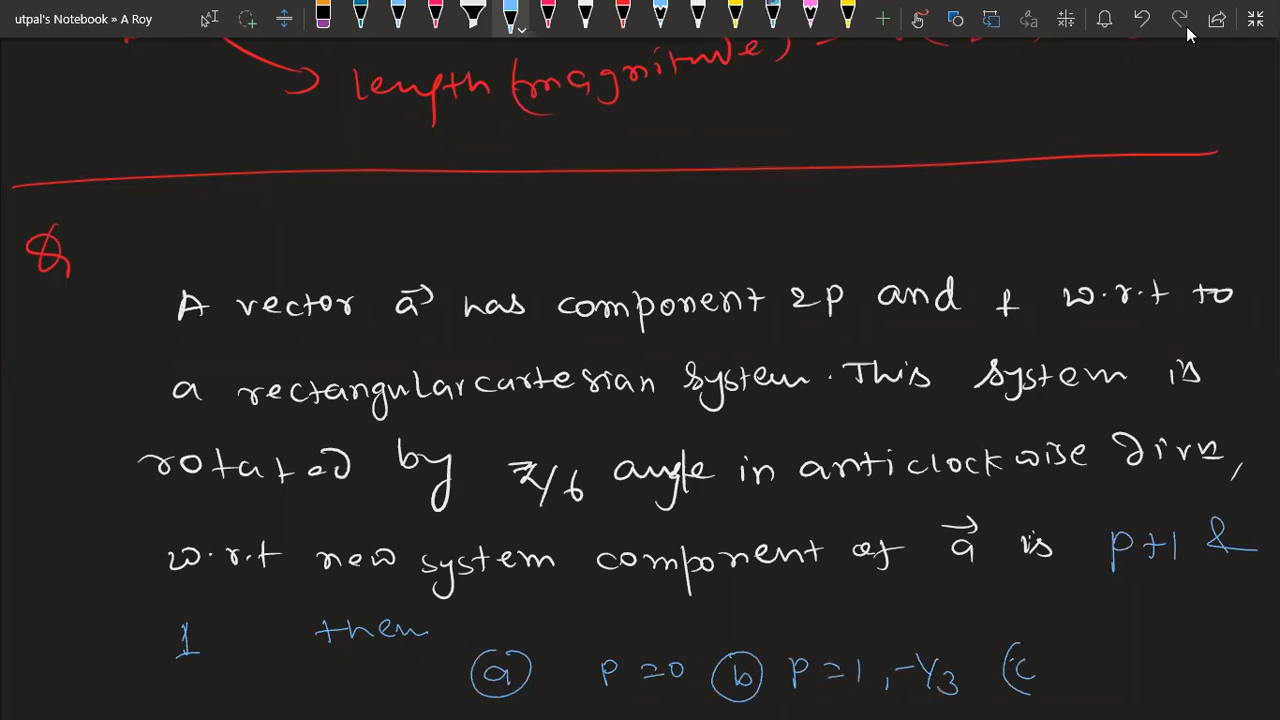 utpal's Notebook » A Roy
length (magnitude)
Q
A vector a⃗ has component 2p and 1 w.r.t to
a rectangular cartesian system. This system is
rotated by π/6 angle in anticlockwise dirn,
w.r.t new system component of a⃗ is p+1 &
1 then
(a) p=0 (b) p=1, -1/3 (c